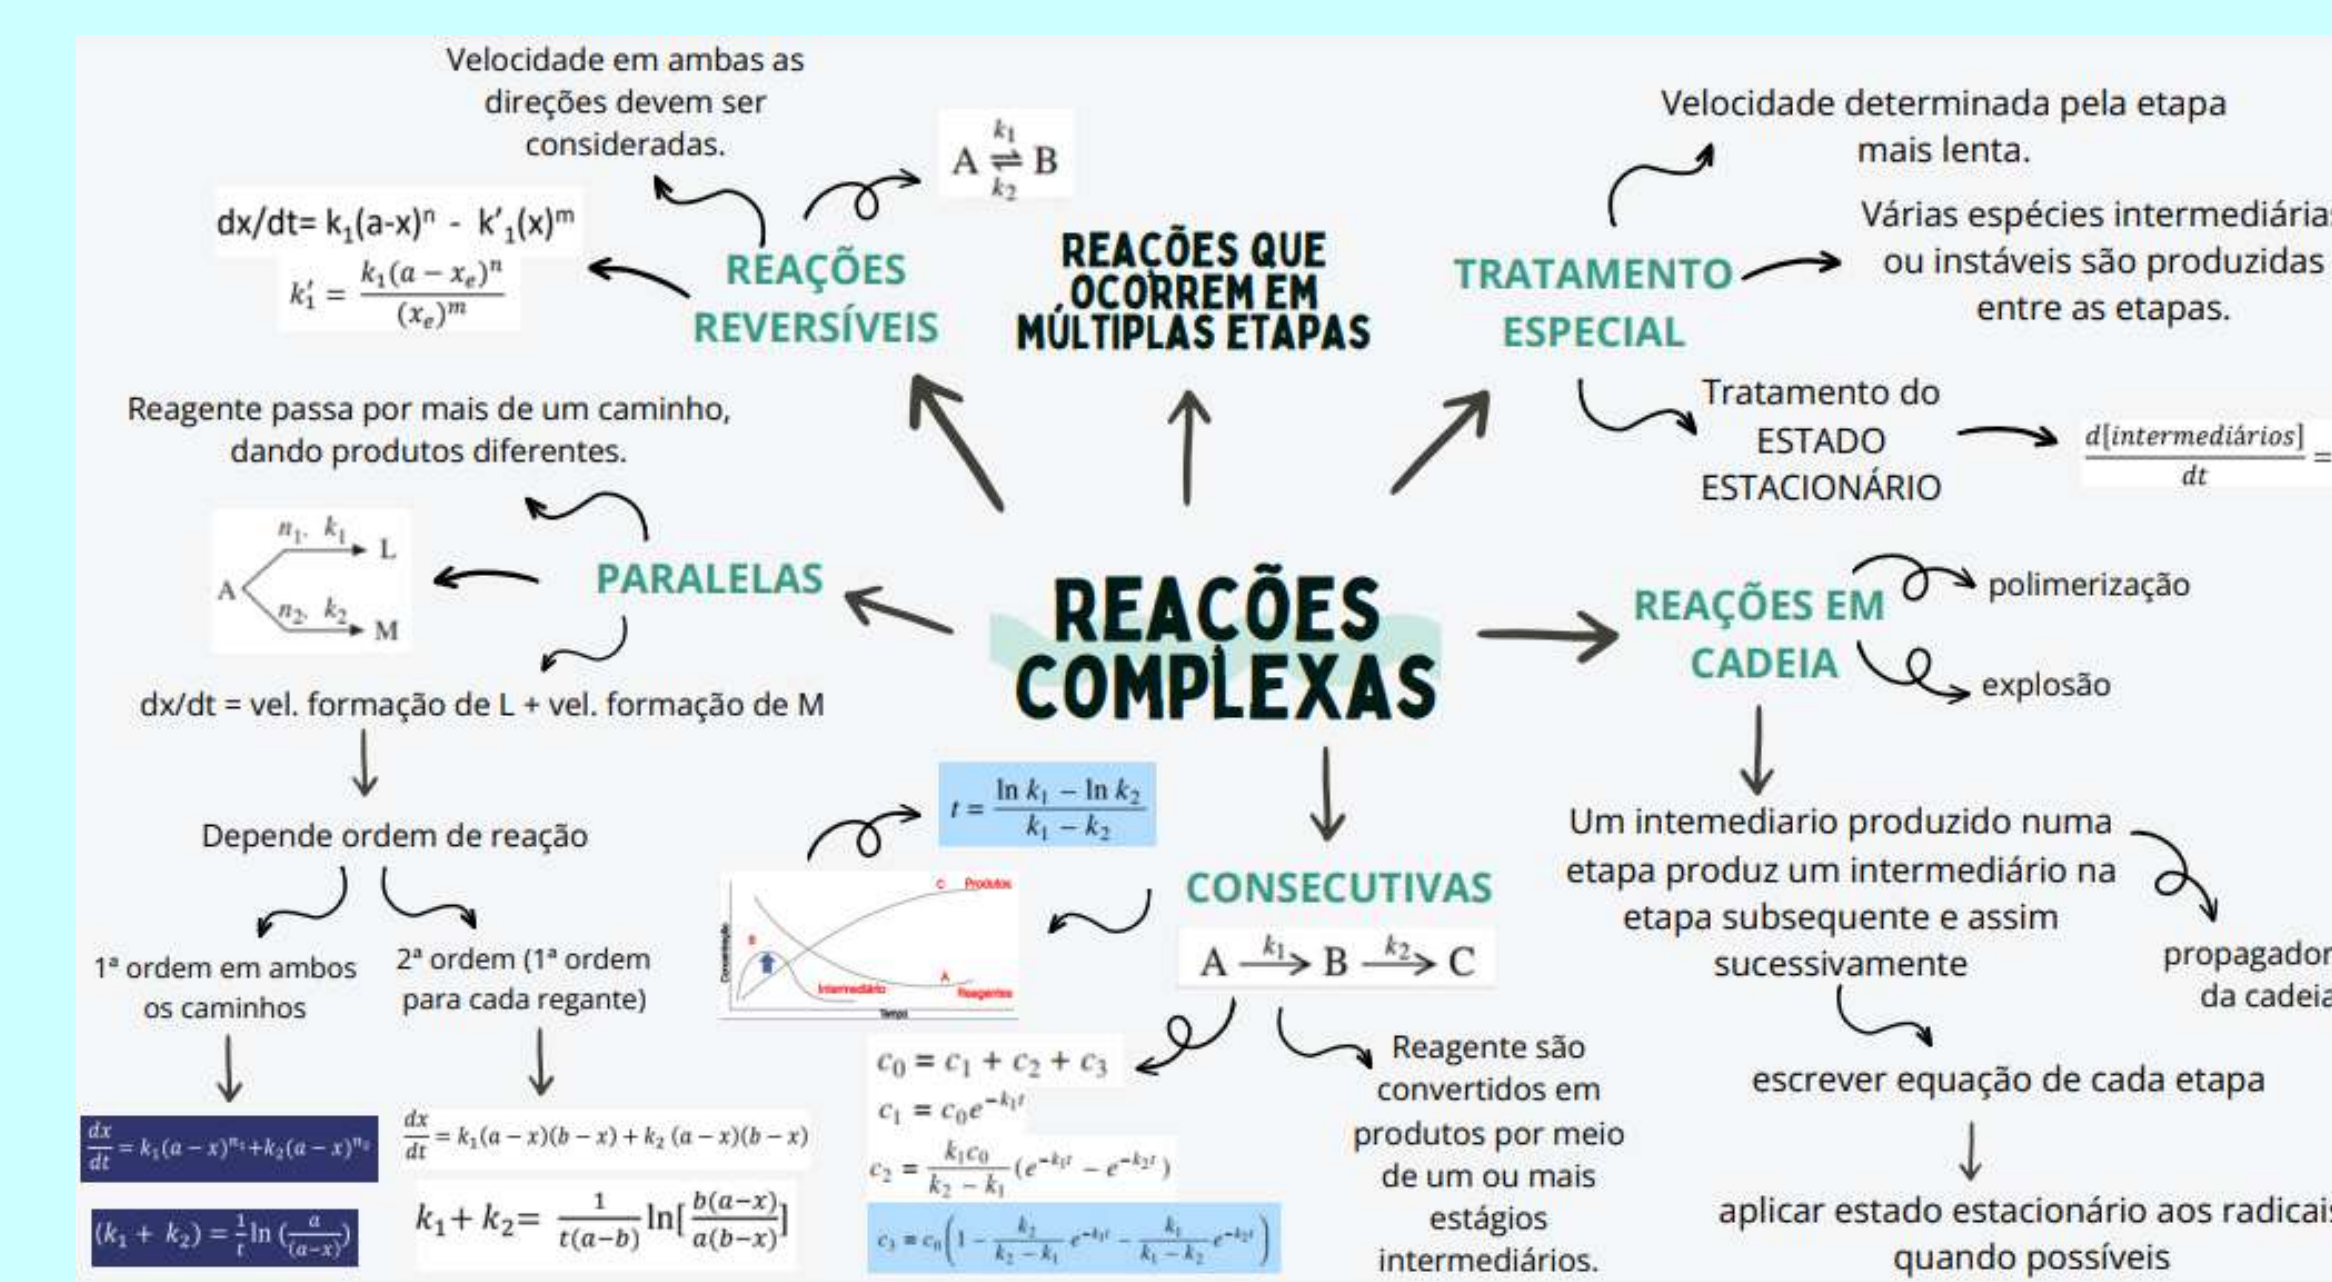 Velocidade em ambas as
direções devem ser
consideradas.
A ⇌ B
k₁
k₂
dx/dt= k₁(a-x)ⁿ - k′₁(x)ᵐ
k′₁ = k₁(a − xₑ)ⁿ / (xₑ)ᵐ
REAÇÕES
REVERSÍVEIS
REAÇÕES QUE
OCORREM EM
MÚLTIPLAS ETAPAS
TRATAMENTO
ESPECIAL
Velocidade determinada pela etapa
mais lenta.
Várias espécies intermediárias
ou instáveis são produzidas
entre as etapas.
Tratamento do
ESTADO
ESTACIONÁRIO
d[intermediários] / dt =
Reagente passa por mais de um caminho,
dando produtos diferentes.
n₁, k₁
L
A
n₂, k₂
M
PARALELAS
dx/dt = vel. formação de L + vel. formação de M
Depende ordem de reação
1ª ordem em ambos
os caminhos
2ª ordem (1ª ordem
para cada regante)
dx/dt = k₁(a − x)ⁿ¹+k₂(a − x)ⁿ²
(k₁ + k₂) = 1/t ln (a/(a−x))
dx/dt = k₁(a − x)(b − x) + k₂ (a − x)(b − x)
k₁+ k₂= 1/t(a−b) ln[b(a−x)/a(b−x)]
REAÇÕES
COMPLEXAS
REAÇÕES EM
CADEIA
polimerização
explosão
Um intemediario produzido numa
etapa produz um intermediário na
etapa subsequente e assim
sucessivamente
propagador
da cadeia
escrever equação de cada etapa
aplicar estado estacionário aos radicais
quando possíveis
t = (ln k₁ − ln k₂) / (k₁ − k₂)
C Produtos
B
Concentração
A
Intermediário
Reagentes
Tempo
CONSECUTIVAS
A —k₁→ B —k₂→ C
c₀ = c₁ + c₂ + c₃
c₁ = c₀e^(−k₁t)
c₂ = k₁c₀/(k₂ − k₁) (e^(−k₁t) − e^(−k₂t))
c₃ = c₀(1 − k₂/(k₂ − k₁) e^(−k₁t) − k₁/(k₁ − k₂) e^(−k₂t))
Reagente são
convertidos em
produtos por meio
de um ou mais
estágios
intermediários.